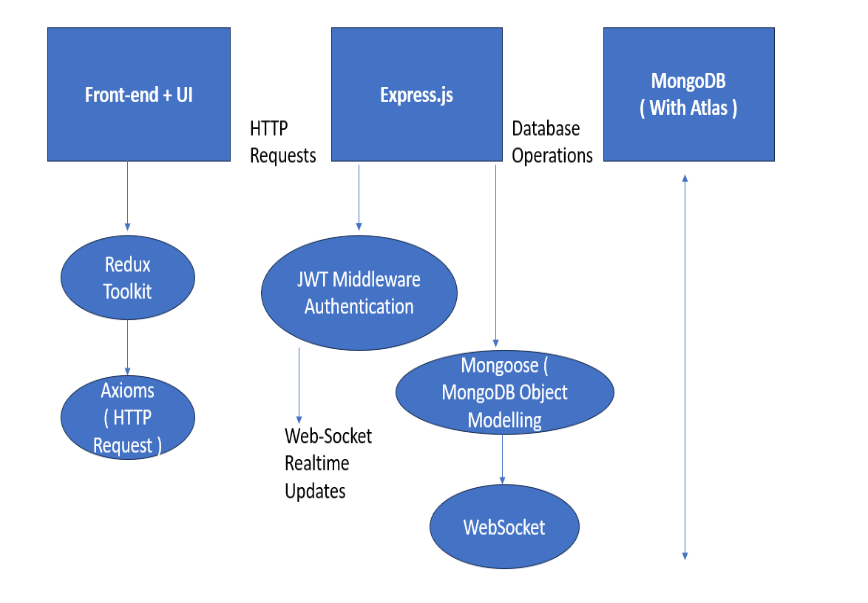 Front-end + UI
HTTP
Requests
Express.js
Database
Operations
MongoDB
( With Atlas )
Redux
Toolkit
JWT Middleware
Authentication
Axioms
( HTTP
Request )
Mongoose (
MongoDB Object
Modelling
Web-Socket
Realtime
Updates
WebSocket